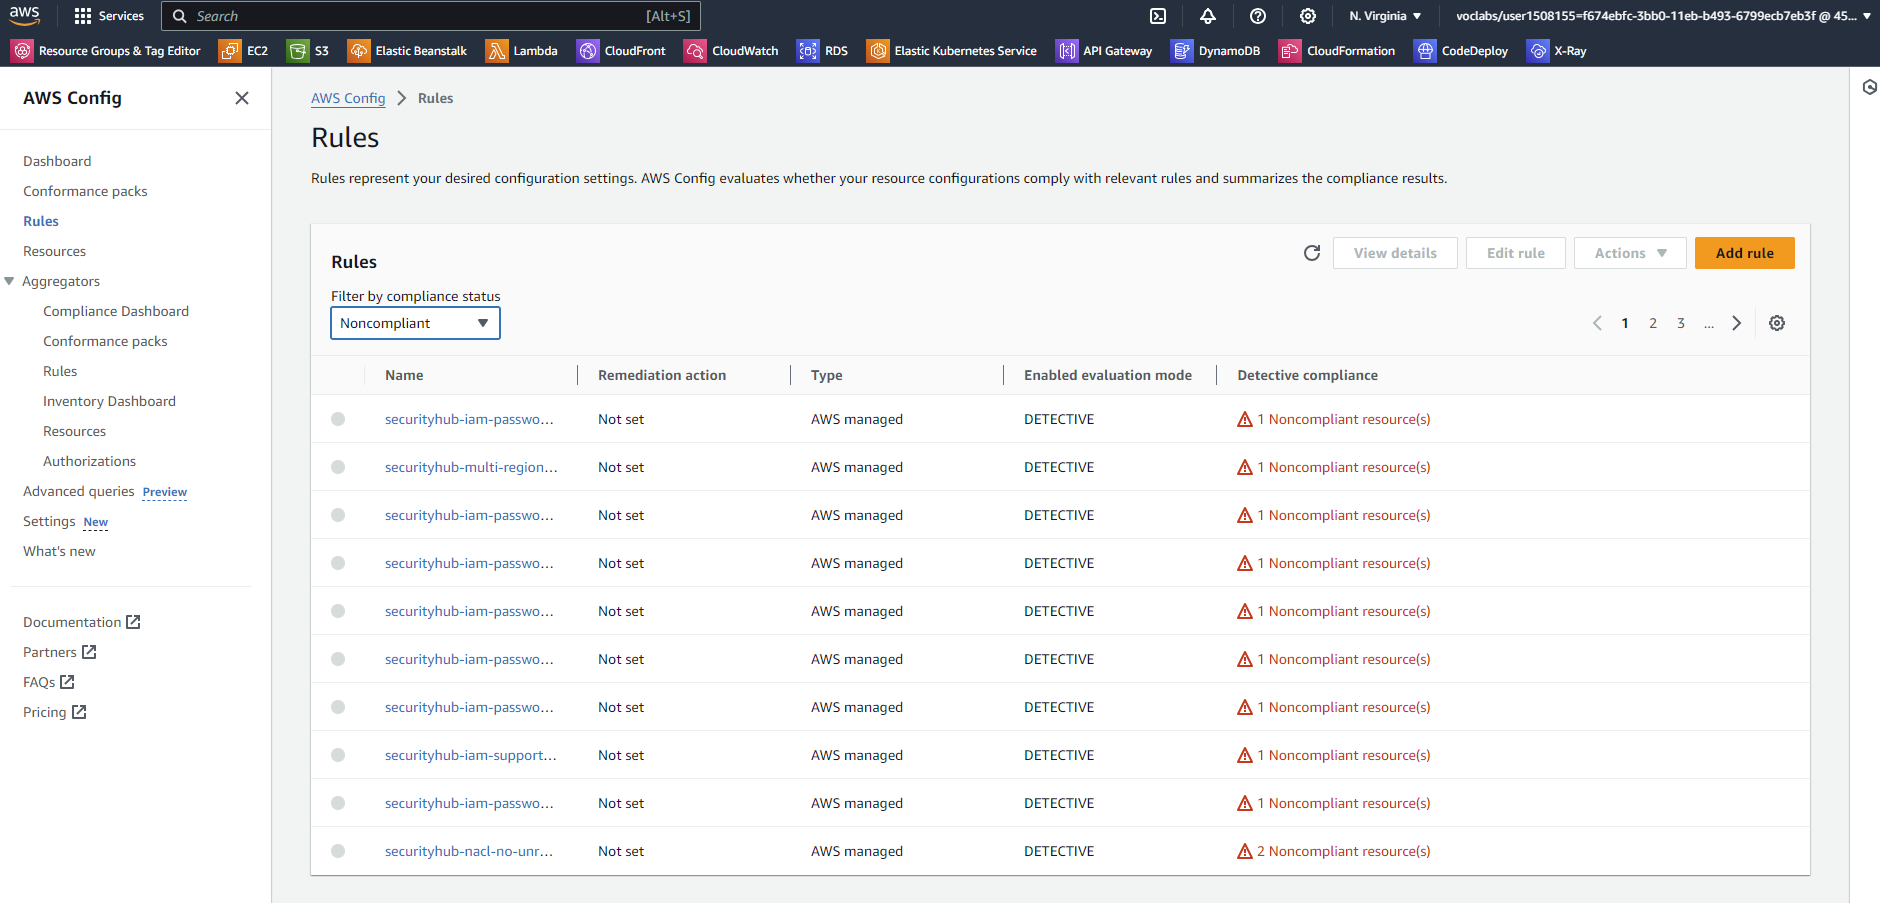 aws
Services
Search
[Alt+S]
N. Virginia
voclabs/user1508155=f674ebfc-3bb0-11eb-b493-6799ecb7eb3f @ 45...
Resource Groups & Tag Editor
EC2
S3
Elastic Beanstalk
Lambda
CloudFront
CloudWatch
RDS
Elastic Kubernetes Service
API Gateway
DynamoDB
CloudFormation
CodeDeploy
X-Ray
AWS Config
Dashboard
Conformance packs
Rules
Resources
Aggregators
Compliance Dashboard
Conformance packs
Rules
Inventory Dashboard
Resources
Authorizations
Advanced queries Preview
Settings New
What's new
Documentation
Partners
FAQs
Pricing
AWS Config > Rules
Rules
Rules represent your desired configuration settings. AWS Config evaluates whether your resource configurations comply with relevant rules and summarizes the compliance results.
Rules
View details
Edit rule
Actions
Add rule
Filter by compliance status
Noncompliant
1 2 3 ...
Name Remediation action Type Enabled evaluation mode Detective compliance
securityhub-iam-passwo... Not set AWS managed DETECTIVE 1 Noncompliant resource(s)
securityhub-multi-region... Not set AWS managed DETECTIVE 1 Noncompliant resource(s)
securityhub-iam-passwo... Not set AWS managed DETECTIVE 1 Noncompliant resource(s)
securityhub-iam-passwo... Not set AWS managed DETECTIVE 1 Noncompliant resource(s)
securityhub-iam-passwo... Not set AWS managed DETECTIVE 1 Noncompliant resource(s)
securityhub-iam-passwo... Not set AWS managed DETECTIVE 1 Noncompliant resource(s)
securityhub-iam-passwo... Not set AWS managed DETECTIVE 1 Noncompliant resource(s)
securityhub-iam-support... Not set AWS managed DETECTIVE 1 Noncompliant resource(s)
securityhub-iam-passwo... Not set AWS managed DETECTIVE 1 Noncompliant resource(s)
securityhub-nacl-no-unr... Not set AWS managed DETECTIVE 2 Noncompliant resource(s)